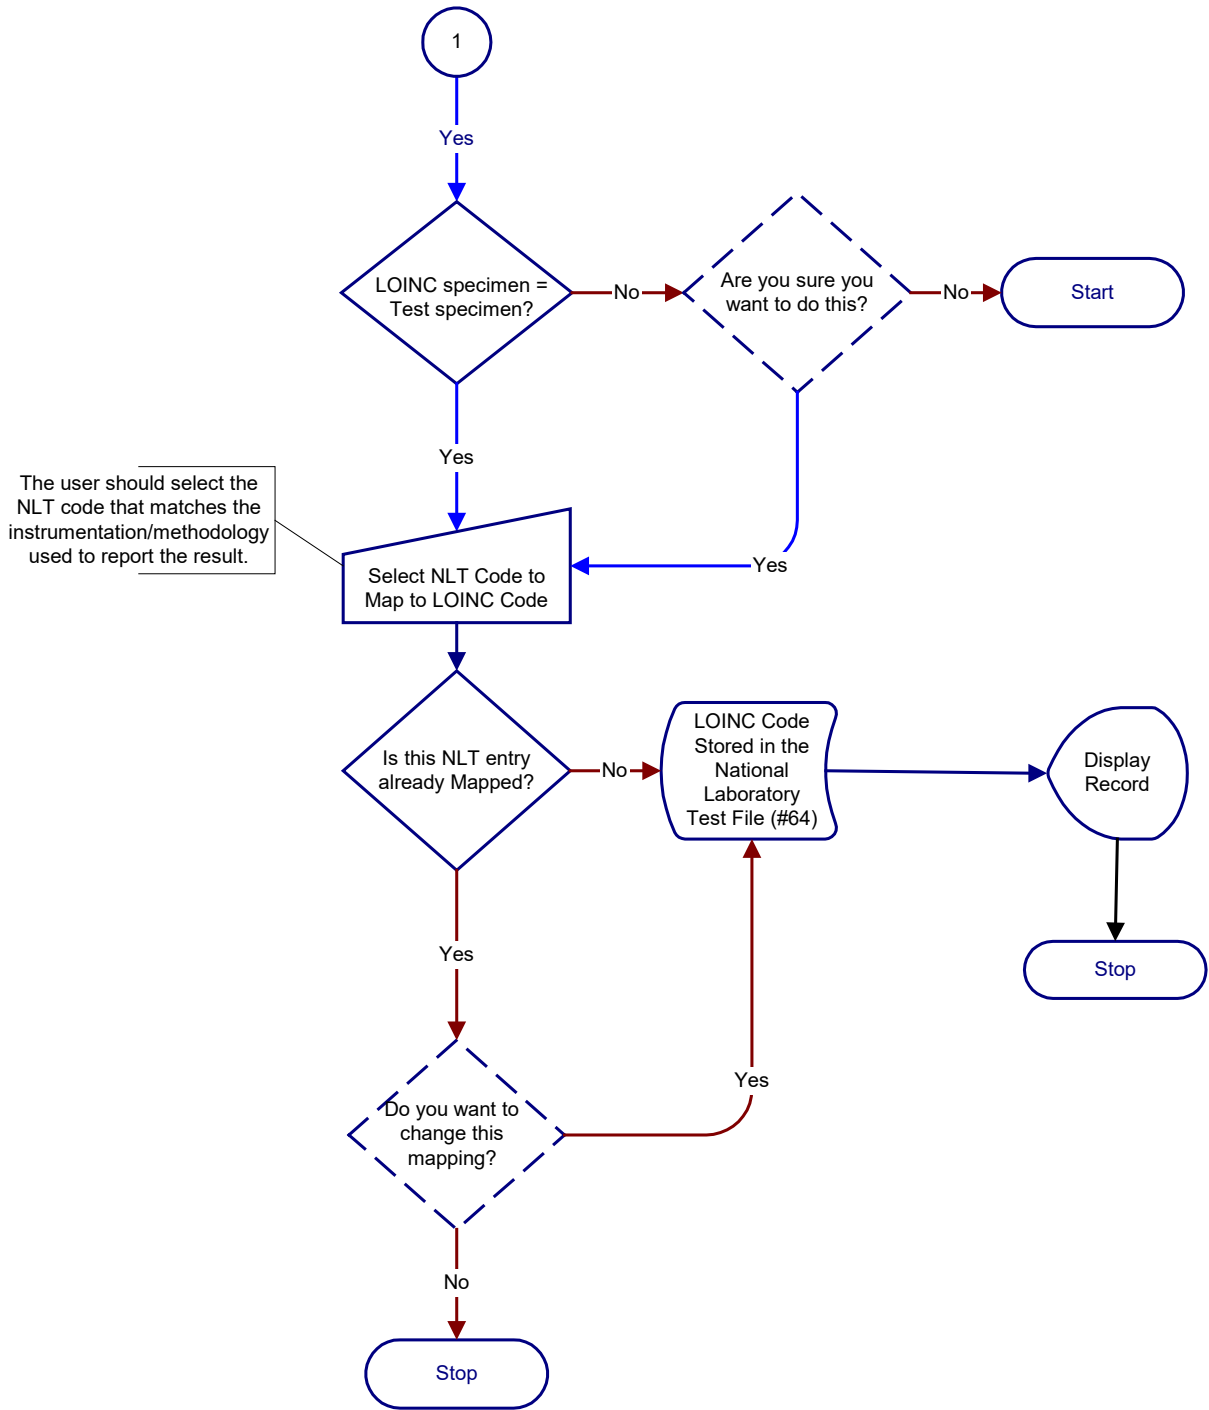 1
Yes
LOINC specimen =
Test specimen?
No
Are you sure you
want to do this?
No
Start
Yes
The user should select the
NLT code that matches the
instrumentation/methodology
used to report the result.
Yes
Select NLT Code to
Map to LOINC Code
Is this NLT entry
already Mapped?
No
LOINC Code
Stored in the
National
Laboratory
Test File (#64)
Display
Record
Yes
Stop
Yes
Do you want to
change this
mapping?
No
Stop